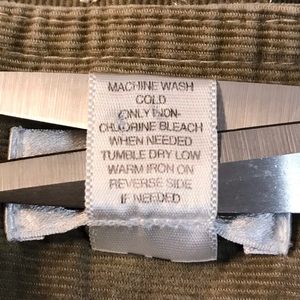 MACHINE WASH
COLD
ONLY NON-
CHLORINE BLEACH
WHEN NEEDED
TUMBLE DRY LOW
WARM IRON ON
REVERSE SIDE
IF NEEDED